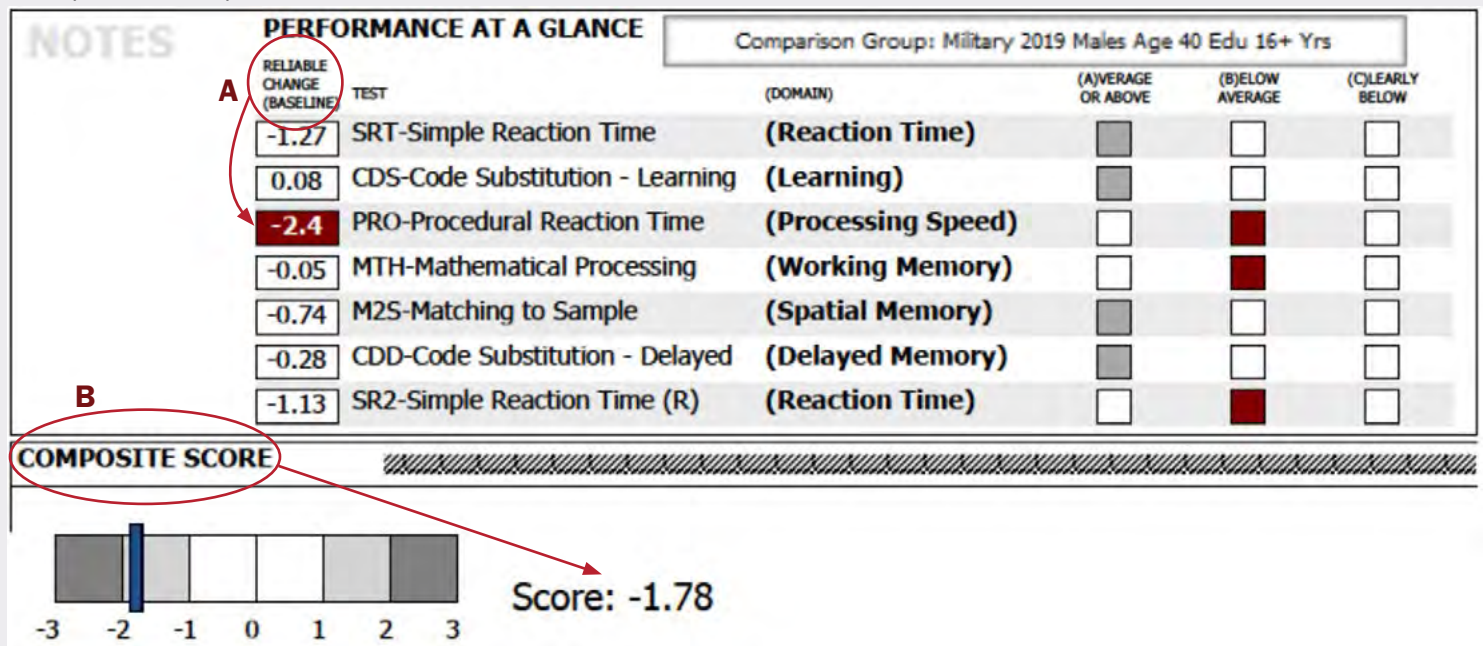 NOTES
PERFORMANCE AT A GLANCE
Comparison Group: Military 2019 Males Age 40 Edu 16+ Yrs
A
RELIABLE CHANGE (BASELINE) TEST (DOMAIN) (A)VERAGE OR ABOVE (B)ELOW AVERAGE (C)LEARLY BELOW
-1.27 SRT-Simple Reaction Time (Reaction Time)
0.08 CDS-Code Substitution - Learning (Learning)
-2.4 PRO-Procedural Reaction Time (Processing Speed)
-0.05 MTH-Mathematical Processing (Working Memory)
-0.74 M2S-Matching to Sample (Spatial Memory)
-0.28 CDD-Code Substitution - Delayed (Delayed Memory)
-1.13 SR2-Simple Reaction Time (R) (Reaction Time)
B
COMPOSITE SCORE
Score: -1.78
-3 -2 -1 0 1 2 3